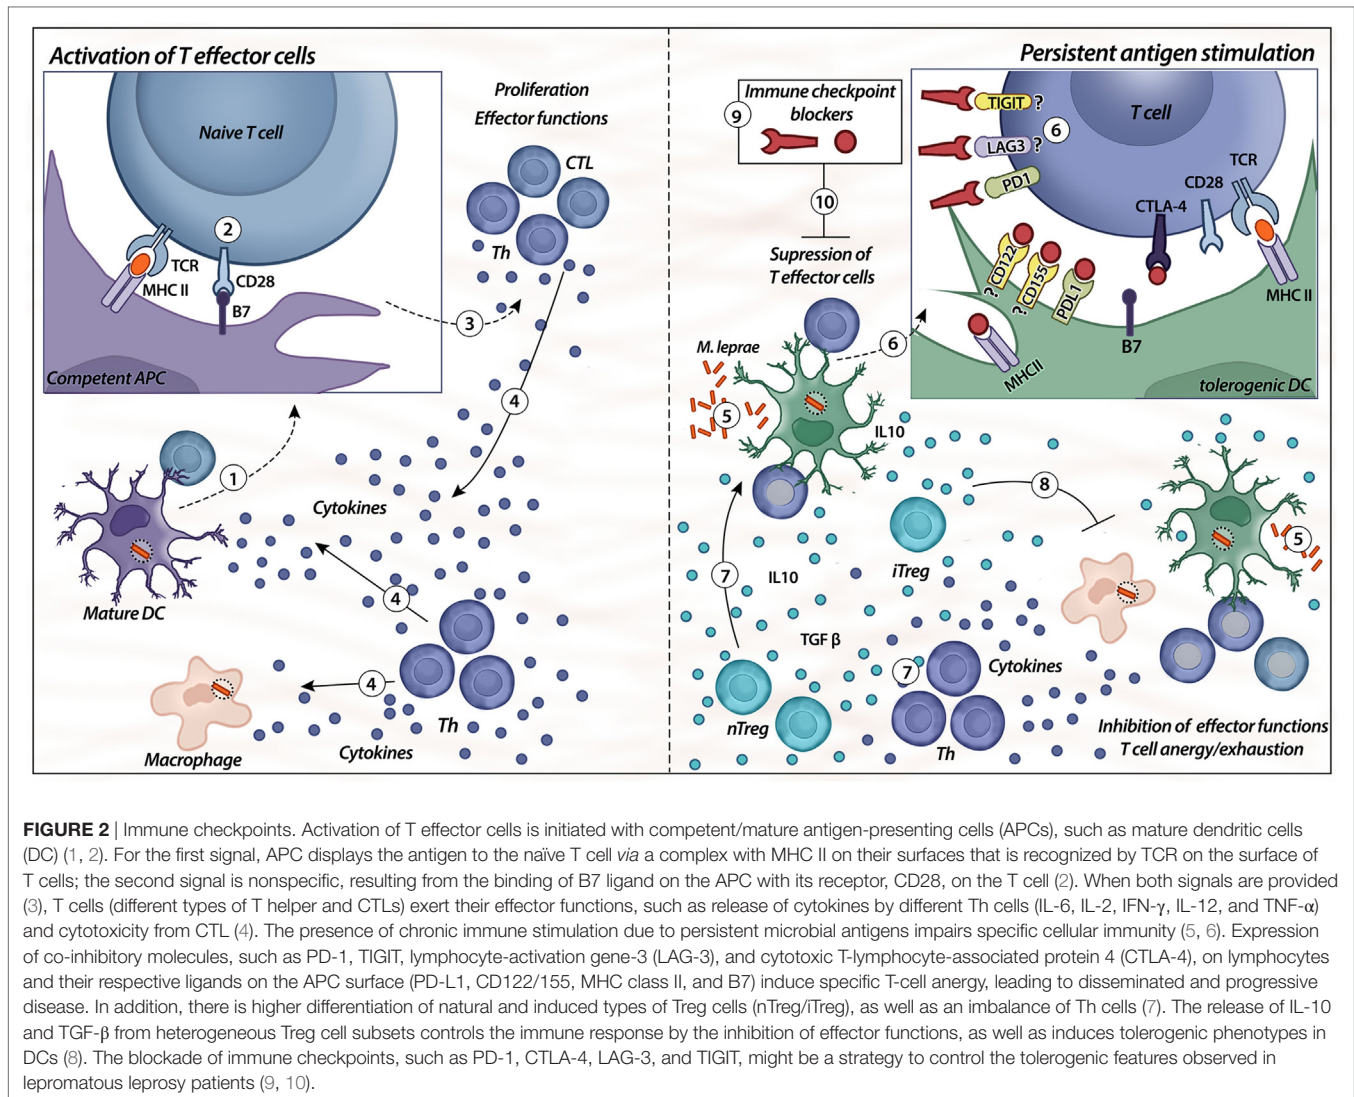 Activation of T effector cells
Naive T cell
2
TCR
CD28
MHC II
B7
Competent APC
Proliferation
Effector functions
CTL
Th
3
4
1
Cytokines
Mature DC
4
4
Th
Macrophage
Cytokines
Persistent antigen stimulation
9
Immune checkpoint
blockers
10
Supression of
T effector cells
TIGIT ?
LAG3 ?
6
PD1
T cell
TCR
CD28
CTLA-4
? CD122
? CD155
PDL1
MHCII
B7
MHC II
tolerogenic DC
6
M. leprae
5
IL10
8
iTreg
7
IL10
TGF β
nTreg
7
Cytokines
Th
5
Inhibition of effector functions
T cell anergy/exhaustion
FIGURE 2 | Immune checkpoints. Activation of T effector cells is initiated with competent/mature antigen-presenting cells (APCs), such as mature dendritic cells
(DC) (1, 2). For the first signal, APC displays the antigen to the naïve T cell via a complex with MHC II on their surfaces that is recognized by TCR on the surface of
T cells; the second signal is nonspecific, resulting from the binding of B7 ligand on the APC with its receptor, CD28, on the T cell (2). When both signals are provided
(3), T cells (different types of T helper and CTLs) exert their effector functions, such as release of cytokines by different Th cells (IL-6, IL-2, IFN-γ, IL-12, and TNF-α)
and cytotoxicity from CTL (4). The presence of chronic immune stimulation due to persistent microbial antigens impairs specific cellular immunity (5, 6). Expression
of co-inhibitory molecules, such as PD-1, TIGIT, lymphocyte-activation gene-3 (LAG-3), and cytotoxic T-lymphocyte-associated protein 4 (CTLA-4), on lymphocytes
and their respective ligands on the APC surface (PD-L1, CD122/155, MHC class II, and B7) induce specific T-cell anergy, leading to disseminated and progressive
disease. In addition, there is higher differentiation of natural and induced types of Treg cells (nTreg/iTreg), as well as an imbalance of Th cells (7). The release of IL-10
and TGF-β from heterogeneous Treg cell subsets controls the immune response by the inhibition of effector functions, as well as induces tolerogenic phenotypes in
DCs (8). The blockade of immune checkpoints, such as PD-1, CTLA-4, LAG-3, and TIGIT, might be a strategy to control the tolerogenic features observed in
lepromatous leprosy patients (9, 10).